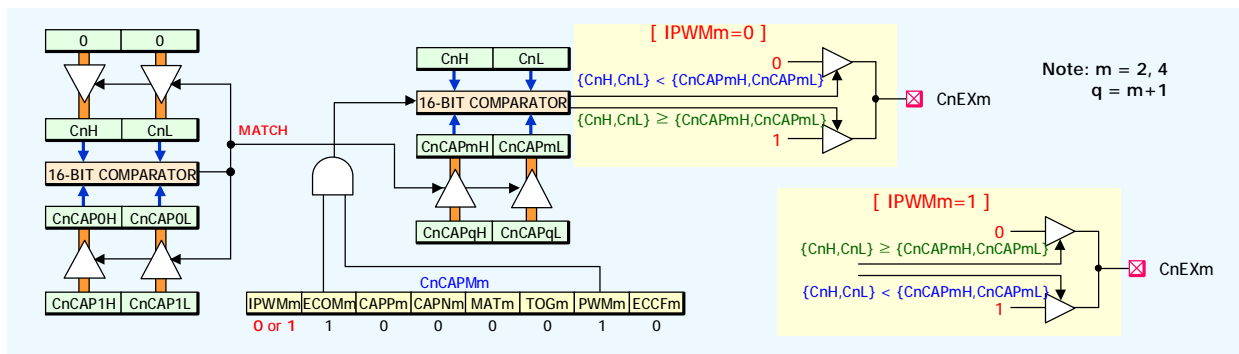 0 0
CnH CnL
16-BIT COMPARATOR
CnCAP0H CnCAP0L
CnCAP1H CnCAP1L
MATCH
CnH CnL
16-BIT COMPARATOR
CnCAPmH CnCAPmL
CnCAPqH CnCAPqL
CnCAPMm
IPWMm ECOMm CAPPm CAPNm MATm TOGm PWMm ECCFm
0 or 1 1 0 0 0 0 1 0
[ IPWMm=0 ]
0
{CnH,CnL} < {CnCAPmH,CnCAPmL}
{CnH,CnL} ≥ {CnCAPmH,CnCAPmL}
1
CnEXm
Note: m = 2, 4
q = m+1
[ IPWMm=1 ]
0
{CnH,CnL} ≥ {CnCAPmH,CnCAPmL}
{CnH,CnL} < {CnCAPmH,CnCAPmL}
1
CnEXm